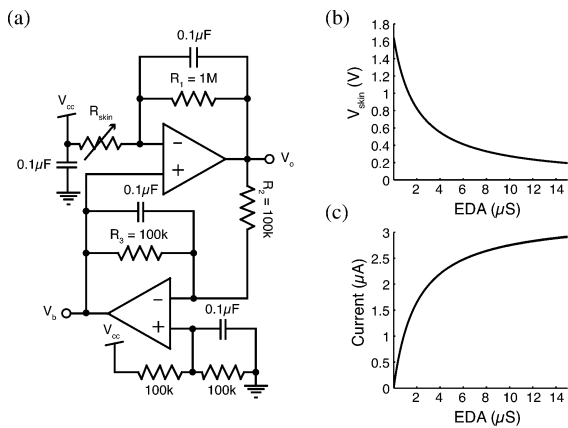 (a)
0.1µF
R₁ = 1M
Vcc
Rskin
0.1µF
−
+
Vo
R₂ = 100k
0.1µF
R₃ = 100k
−
+
Vb
0.1µF
Vcc
100k
100k
(b)
1.8
1.6
1.4
1.2
1
0.8
0.6
0.4
0.2
Vskin (V)
2 4 6 8 10 12 14
EDA (µS)
(c)
3
2.5
2
1.5
1
0.5
0
Current (µA)
2 4 6 8 10 12 14
EDA (µS)